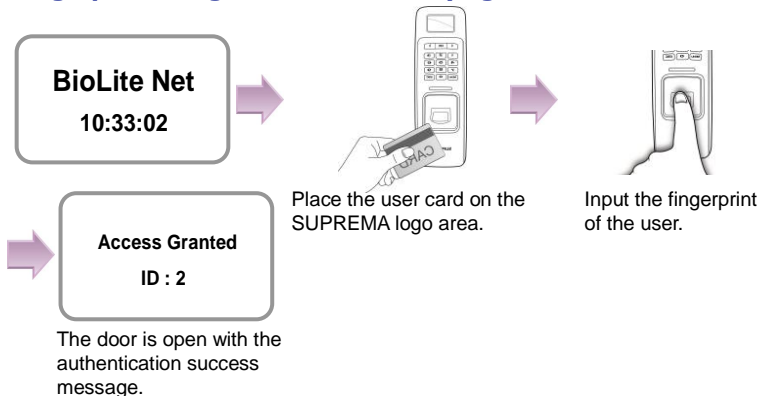 BioLite Net
10:33:02
CARD
Place the user card on the
SUPREMA logo area.
Input the fingerprint
of the user.
Access Granted
ID : 2
The door is open with the
authentication success
message.